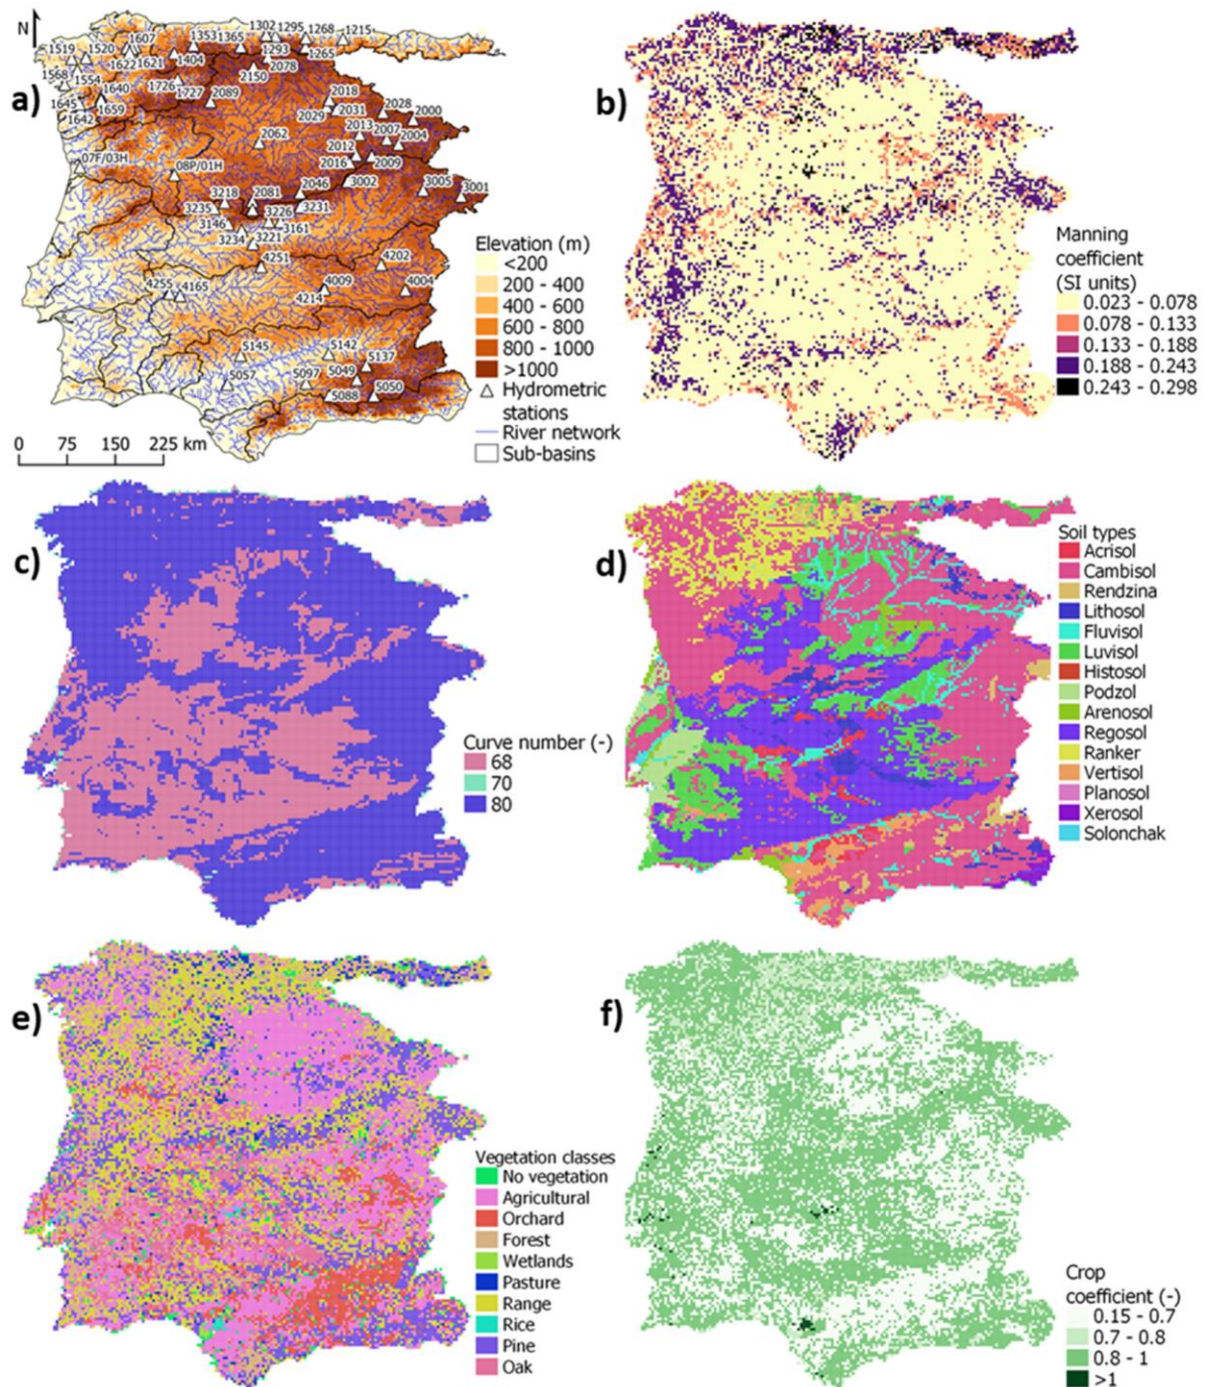 N
1302 1295 1268 1215
1353 1365
1607
1519 1520
1293 1265
1622 1621 1404
2078
2150
1568 1554
1726
1727 2089
2018
a)
1640
1645 1659
1642
2031
2029
2028 2000
2013 2007 2004
2062
2012
2016 2009
07F/03H
08P/01H
3002 3005 3001
2046
3218 2081
3235 3226 3231
3146 3161
3234 3221
4251 4202
4255 4165
4009 4004
4214
5145 5142
5137
5057 5097 5049
5088 5050
Elevation (m)
<200
200 - 400
400 - 600
600 - 800
800 - 1000
>1000
Hydrometric
stations
River network
Sub-basins
0 75 150 225 km
b)
Manning
coefficient
(SI units)
0.023 - 0.078
0.078 - 0.133
0.133 - 0.188
0.188 - 0.243
0.243 - 0.298
c)
Curve number (-)
68
70
80
d)
Soil types
Acrisol
Cambisol
Rendzina
Lithosol
Fluvisol
Luvisol
Histosol
Podzol
Arenosol
Regosol
Ranker
Vertisol
Planosol
Xerosol
Solonchak
e)
Vegetation classes
No vegetation
Agricultural
Orchard
Forest
Wetlands
Pasture
Range
Rice
Pine
Oak
f)
Crop
coefficient (-)
0.15 - 0.7
0.7 - 0.8
0.8 - 1
>1